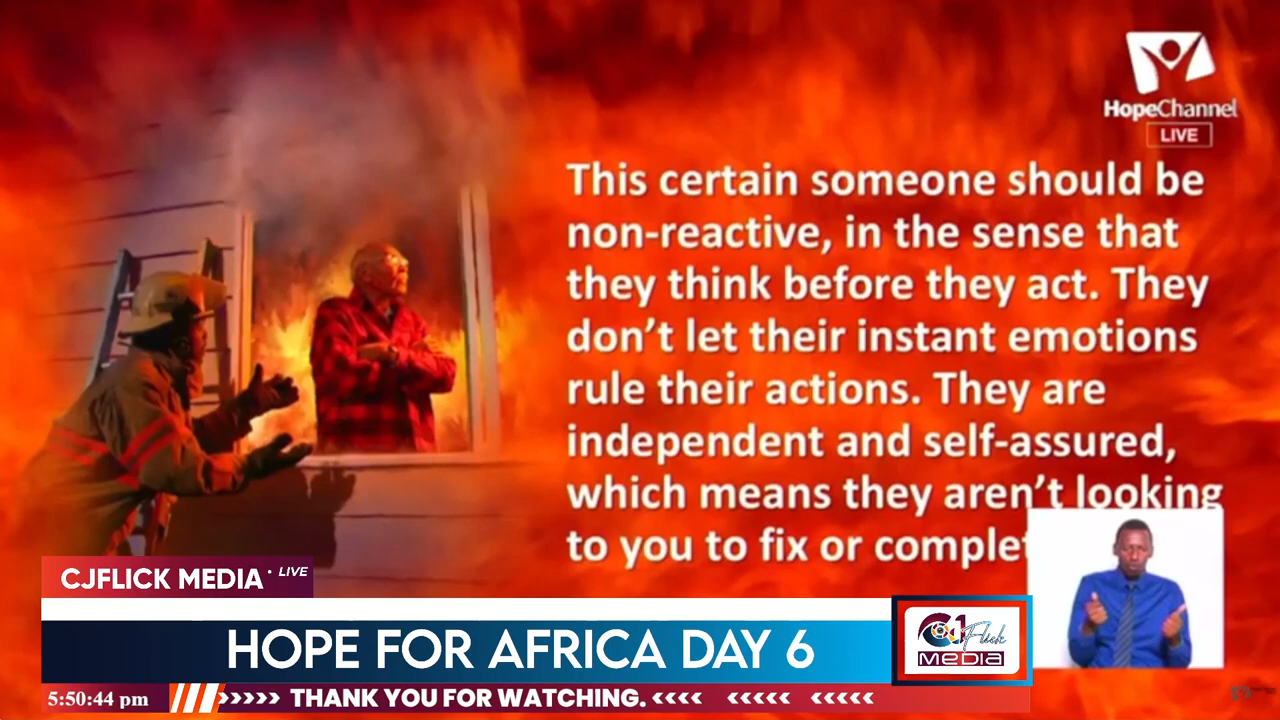 HopeChannel
LIVE
This certain someone should be
non-reactive, in the sense that
they think before they act. They
don't let their instant emotions
rule their actions. They are
independent and self-assured,
which means they aren't looking
to you to fix or complet
CJFLICK MEDIA • LIVE
HOPE FOR AFRICA DAY 6
Flick
MEDIA
5:50:44 pm
>>>>> THANK YOU FOR WATCHING. <<<< <<<<< <<<<<